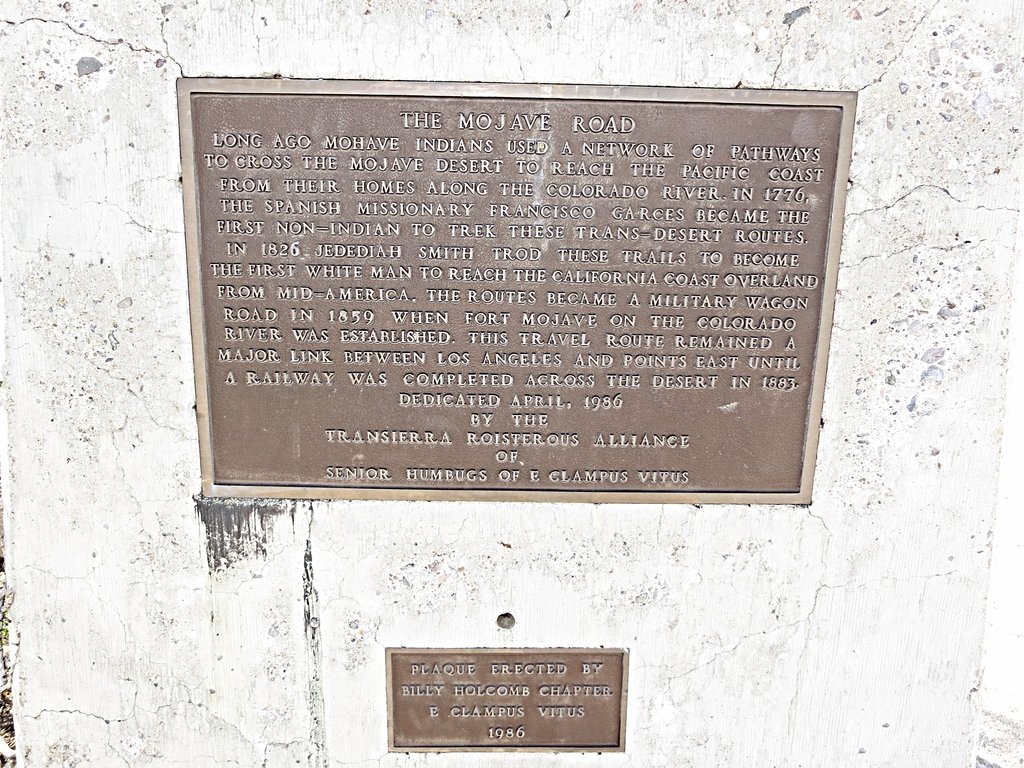 THE MOJAVE ROAD
LONG AGO MOHAVE INDIANS USED A NETWORK OF PATHWAYS
TO CROSS THE MOJAVE DESERT TO REACH THE PACIFIC COAST
FROM THEIR HOMES ALONG THE COLORADO RIVER. IN 1776,
THE SPANISH MISSIONARY FRANCISCO GARCES BECAME THE
FIRST NON-INDIAN TO TREK THESE TRANS-DESERT ROUTES.
IN 1826 JEDEDIAH SMITH TROD THESE TRAILS TO BECOME
THE FIRST WHITE MAN TO REACH THE CALIFORNIA COAST OVERLAND
FROM MID-AMERICA. THE ROUTES BECAME A MILITARY WAGON
ROAD IN 1859 WHEN FORT MOJAVE ON THE COLORADO
RIVER WAS ESTABLISHED. THIS TRAVEL ROUTE REMAINED A
MAJOR LINK BETWEEN LOS ANGELES AND POINTS EAST UNTIL
A RAILWAY WAS COMPLETED ACROSS THE DESERT IN 1883.
DEDICATED APRIL, 1986
BY THE
TRANSIERRA ROISTEROUS ALLIANCE
OF
SENIOR HUMBUGS OF E CLAMPUS VITUS
PLAQUE ERECTED BY
BILLY HOLCOMB CHAPTER
E CLAMPUS VITUS
1986